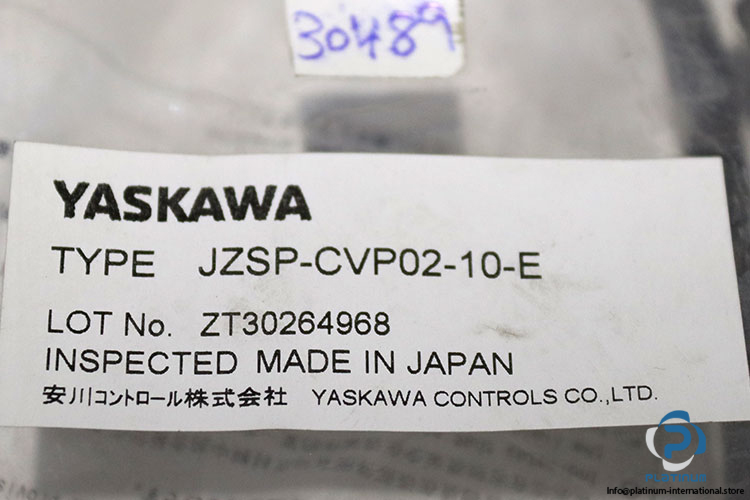 30489
YASKAWA
TYPE JZSP-CVP02-10-E
LOT No. ZT30264968
INSPECTED MADE IN JAPAN
安川コントロール株式会社 YASKAWA CONTROLS CO.,LTD.
PLATINUM
Info@platinum-international.store